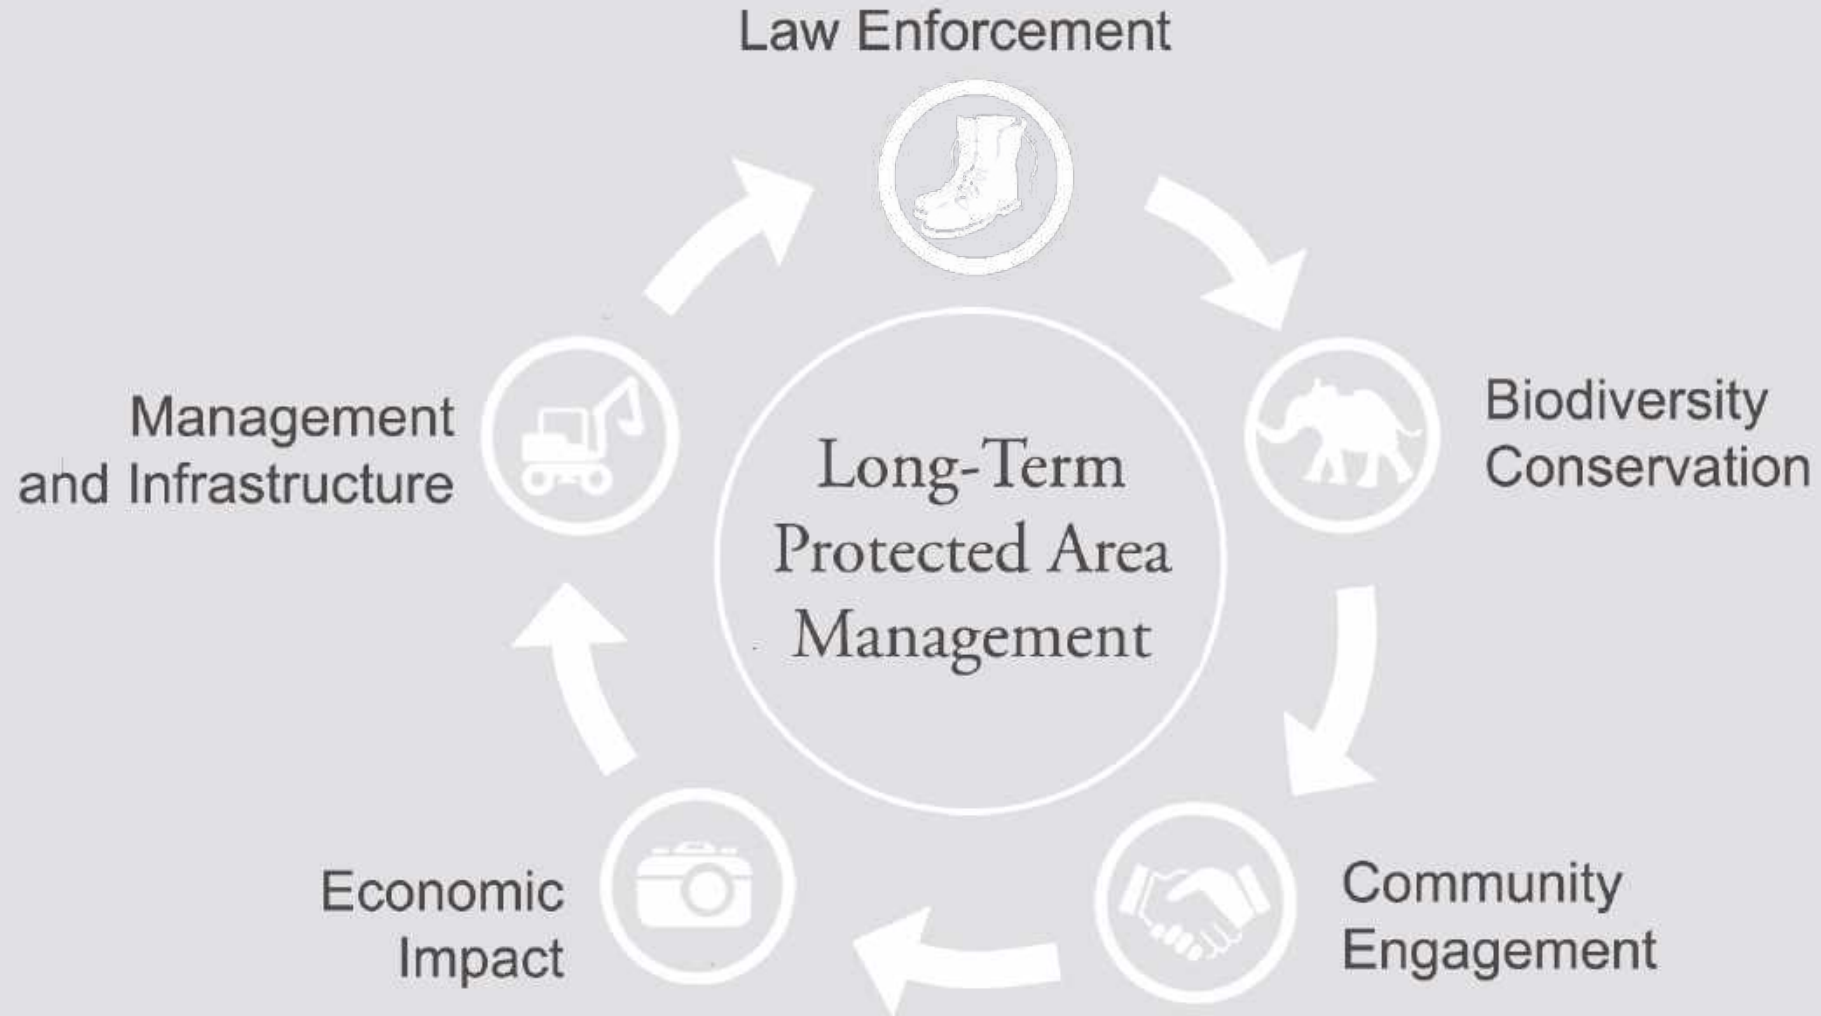 Law Enforcement
Biodiversity
Conservation
Community
Engagement
Economic
Impact
Management
and Infrastructure
Long-Term
Protected Area
Management